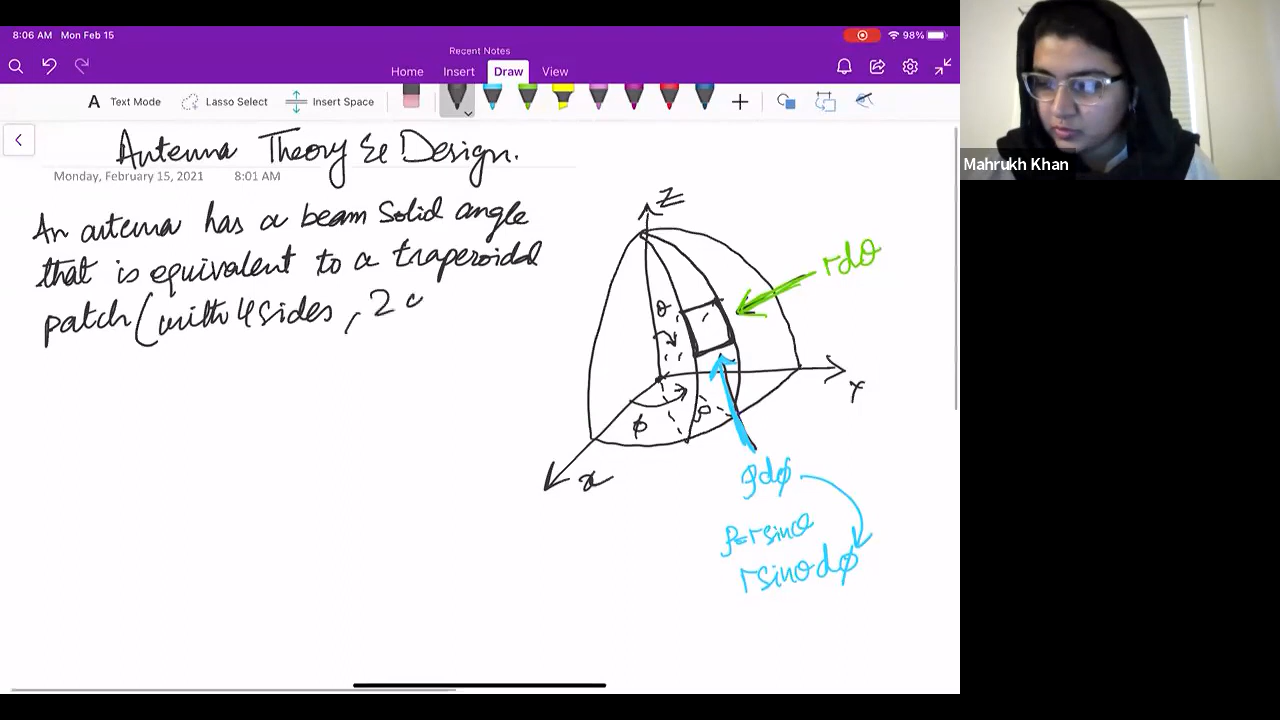 8:06 AM Mon Feb 15
98%
Recent Notes
Home Insert Draw View
A Text Mode Lasso Select Insert Space
Mahrukh Khan
Antenna Theory & Design.
Monday, February 15, 2021 8:01 AM
An antenna has a beam solid angle
that is equivalent to a trapezoidal
patch (with 4 sides, 2
Z
θ
rdθ
Y
ϕ
ρ
x
ρdϕ
ρ=rsinθ
rsinθdϕ